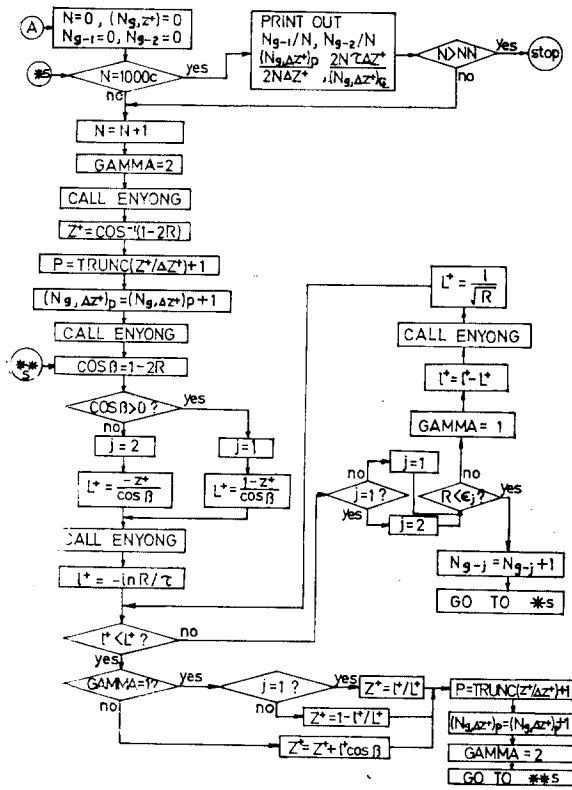 A
N=0 , (Ng,z⁺)=0
Ng-1=0, Ng-2=0
PRINT OUT
Ng-1/N, Ng-2/N
(Ng,ΔZ⁺)p / 2NΔZ⁺ , 2NτΔZ⁺ / (Ng,ΔZ⁺)G
N>NN
yes
stop
no
*s
N=1000c
yes
no
N = N+1
GAMMA=2
CALL ENYONG
Z⁺=COS⁻¹(1-2R)
P=TRUNC(Z⁺/ΔZ⁺)+1
(Ng,ΔZ⁺)p=(Ng,ΔZ⁺)p+1
CALL ENYONG
**s
COSβ=1-2R
COSβ>0 ?
yes
no
j=2
j=1
L⁺= -Z⁺ / cosβ
L⁺= 1-Z⁺ / cosβ
CALL ENYONG
l⁺ = -lnR/τ
l⁺<L⁺ ?
no
yes
L⁺ = 1 / √R
CALL ENYONG
l⁺=l⁺-L⁺
GAMMA= 1
no
j=1
no
j=1 ?
yes
j=2
R<ϵj?
yes
Ng-j=Ng-j+1
GO TO *s
GAMMA=1?
yes
no
j=1 ?
yes
no
Z⁺=l⁺/L⁺
Z⁺=1-l⁺/L⁺
Z⁺=Z⁺+l⁺cosβ
P=TRUNC(Z⁺/ΔZ⁺)+1
(Ng,ΔZ⁺)p=(Ng,ΔZ⁺)p+1
GAMMA=2
GO TO **s